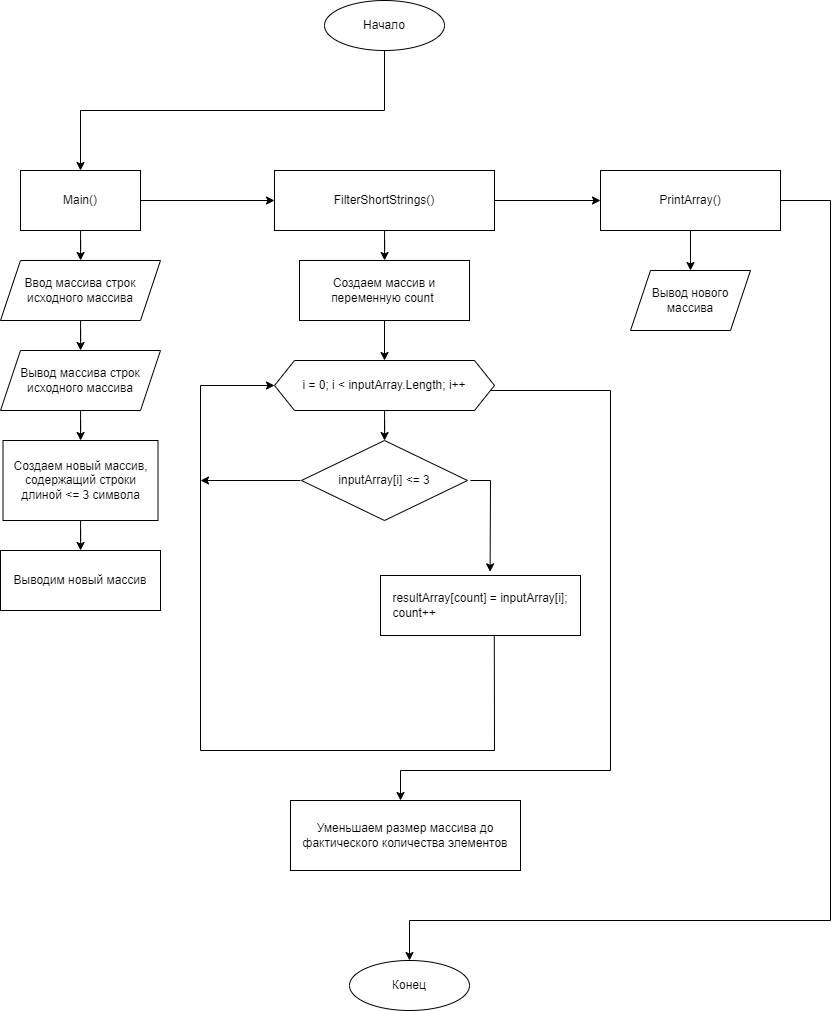 Начало
Main()
FilterShortStrings()
PrintArray()
Ввод массива строк
исходного массива
Создаем массив и
переменную count
Вывод нового
массива
Вывод массива строк
исходного массива
i = 0; i < inputArray.Length; i++
Создаем новый массив,
содержащий строки
длиной <= 3 символа
inputArray[i] <= 3
Выводим новый массив
resultArray[count] = inputArray[i];
count++
Уменьшаем размер массива до
фактического количества элементов
Конец